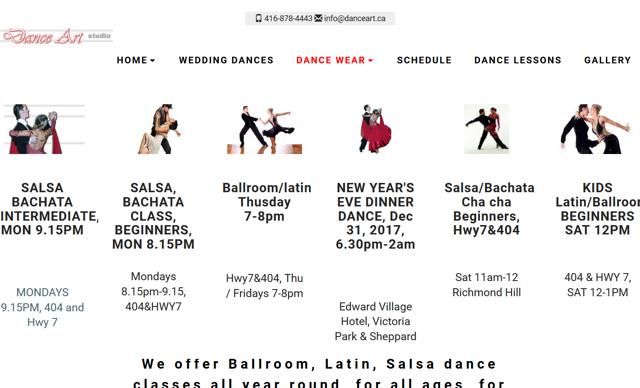 416-878-4443 info@danceart.ca
Dance Art studio
HOME WEDDING DANCES DANCE WEAR SCHEDULE DANCE LESSONS GALLERY
SALSA
BACHATA
INTERMEDIATE,
MON 9.15PM
MONDAYS
9.15PM, 404 and
Hwy 7
SALSA,
BACHATA
CLASS,
BEGINNERS,
MON 8.15PM
Mondays
8.15pm-9.15,
404&HWY7
Ballroom/latin
Thusday
7-8pm
Hwy7&404, Thu
/ Fridays 7-8pm
NEW YEAR'S
EVE DINNER
DANCE, Dec
31, 2017,
6.30pm-2am
Edward Village
Hotel, Victoria
Park & Sheppard
Salsa/Bachata
Cha cha
Beginners,
Hwy7&404
Sat 11am-12
Richmond Hill
KIDS
Latin/Ballroo
BEGINNERS
SAT 12PM
404 & HWY 7,
SAT 12-1PM
We offer Ballroom, Latin, Salsa dance
classes all year round, for all ages, for